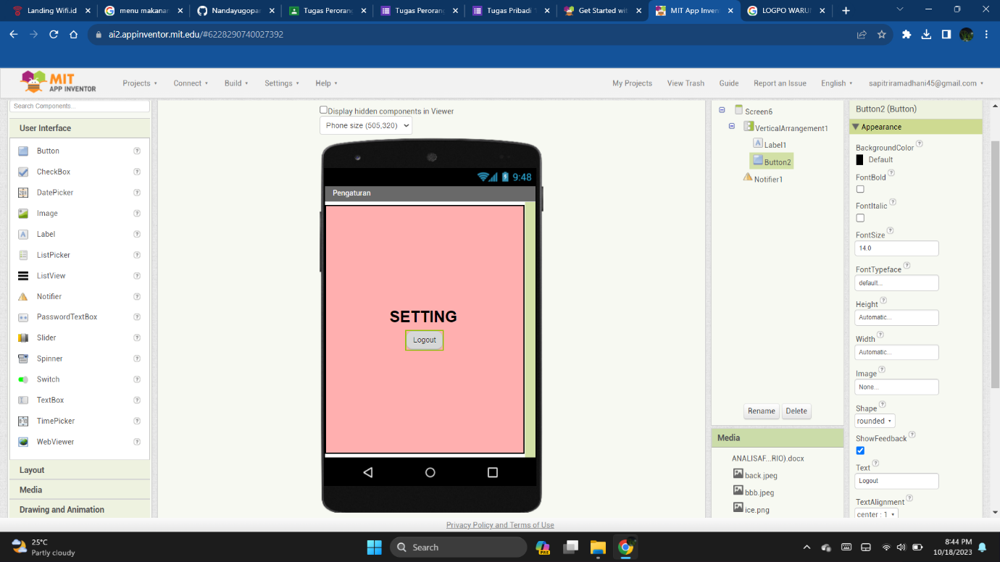 Landing Wifi.id
menu makanan
Nandayugopan
Tugas Perorang
Tugas Perorang
Tugas Pribadi
Get Started wit
MIT App Inven
LOGPO WARU
ai2.appinventor.mit.edu/#6228290740027392
MIT
APP INVENTOR
Projects
Connect
Build
Settings
Help
My Projects
View Trash
Guide
Report an Issue
English
sapitriramadhani45@gmail.com
Search Components...
User Interface
Button
CheckBox
DatePicker
Image
Label
ListPicker
ListView
Notifier
PasswordTextBox
Slider
Spinner
Switch
TextBox
TimePicker
WebViewer
Layout
Media
Drawing and Animation
Display hidden components in Viewer
Phone size (505,320)
9:48
Pengaturan
SETTING
Logout
Screen6
VerticalArrangement1
Label1
Button2
Notifier1
Rename
Delete
Media
ANALISAF...RIO).docx
back.jpeg
bbb.jpeg
ice.png
Button2 (Button)
Appearance
BackgroundColor
Default
FontBold
FontItalic
FontSize
14.0
FontTypeface
default...
Height
Automatic...
Width
Automatic...
Image
None...
Shape
rounded
ShowFeedback
Text
Logout
TextAlignment
center : 1
Privacy Policy and Terms of Use
25°C
Partly cloudy
Search
PRE
8:44 PM
10/18/2023